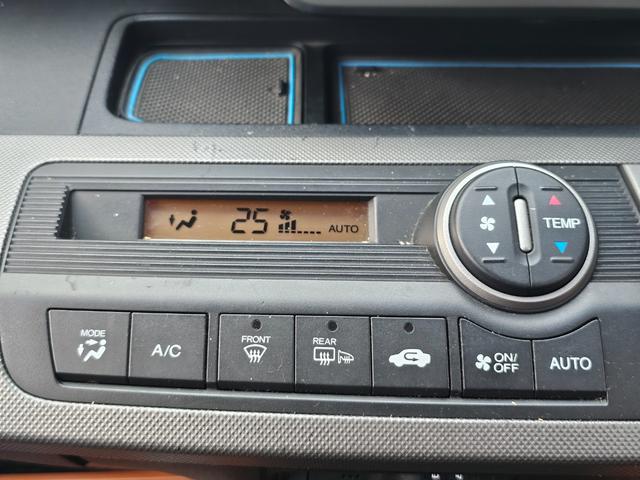 25 AUTO
TEMP
MODE
A/C
FRONT
REAR
ON/OFF
AUTO